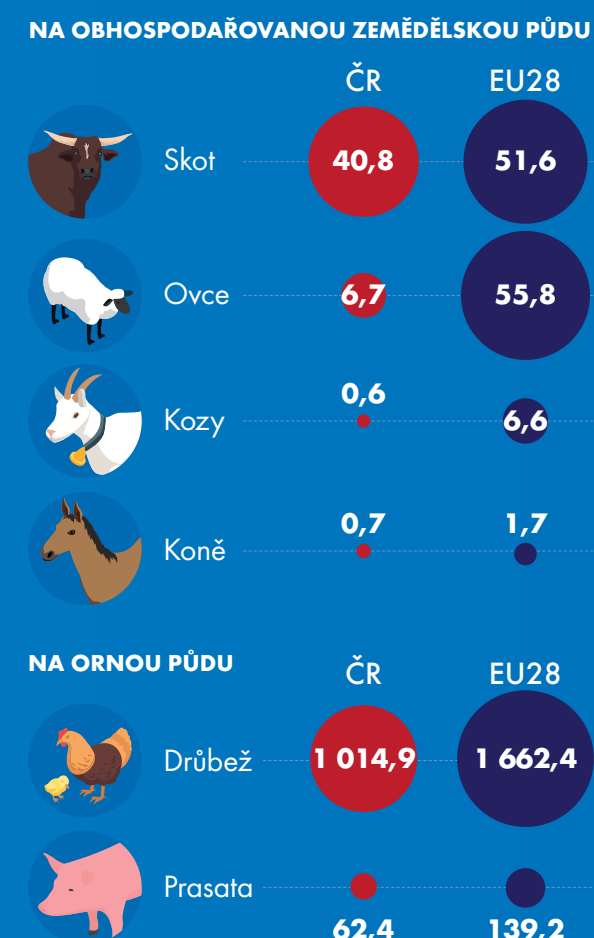 NA OBHOSPODAŘOVANOU ZEMĚDĚLSKOU PŮDU
ČR EU28
Skot 40,8 51,6
Ovce 6,7 55,8
Kozy 0,6 6,6
Koně 0,7 1,7
NA ORNOU PŮDU
ČR EU28
Drůbež 1 014,9 1 662,4
Prasata
62,4 139,2